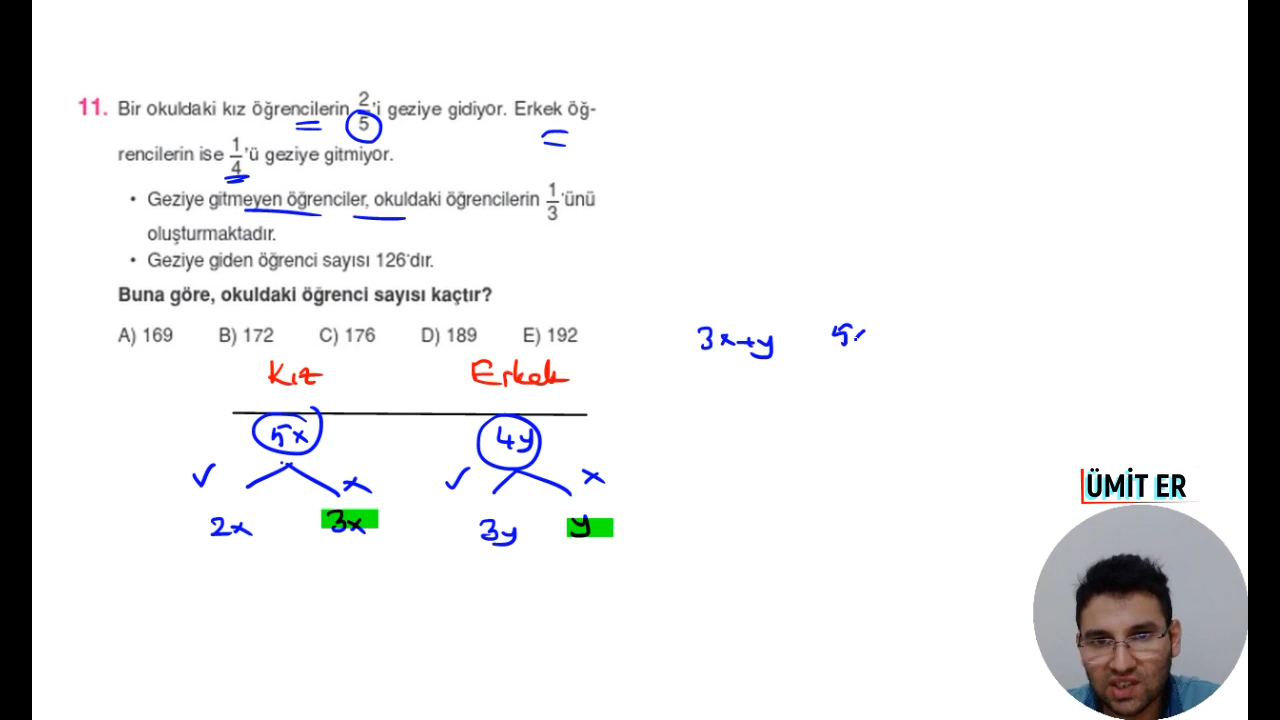 11. Bir okuldaki kız öğrencilerin 2/5'i geziye gidiyor. Erkek öğ-
rencilerin ise 1/4'ü geziye gitmiyor.
• Geziye gitmeyen öğrenciler, okuldaki öğrencilerin 1/3'ünü
oluşturmaktadır.
• Geziye giden öğrenci sayısı 126'dır.
Buna göre, okuldaki öğrenci sayısı kaçtır?
A) 169 B) 172 C) 176 D) 189 E) 192
3x+y 5
Kız Erkek
5x 4y
✓ x ✓ x
2x 3x 3y y
ÜMİT ER